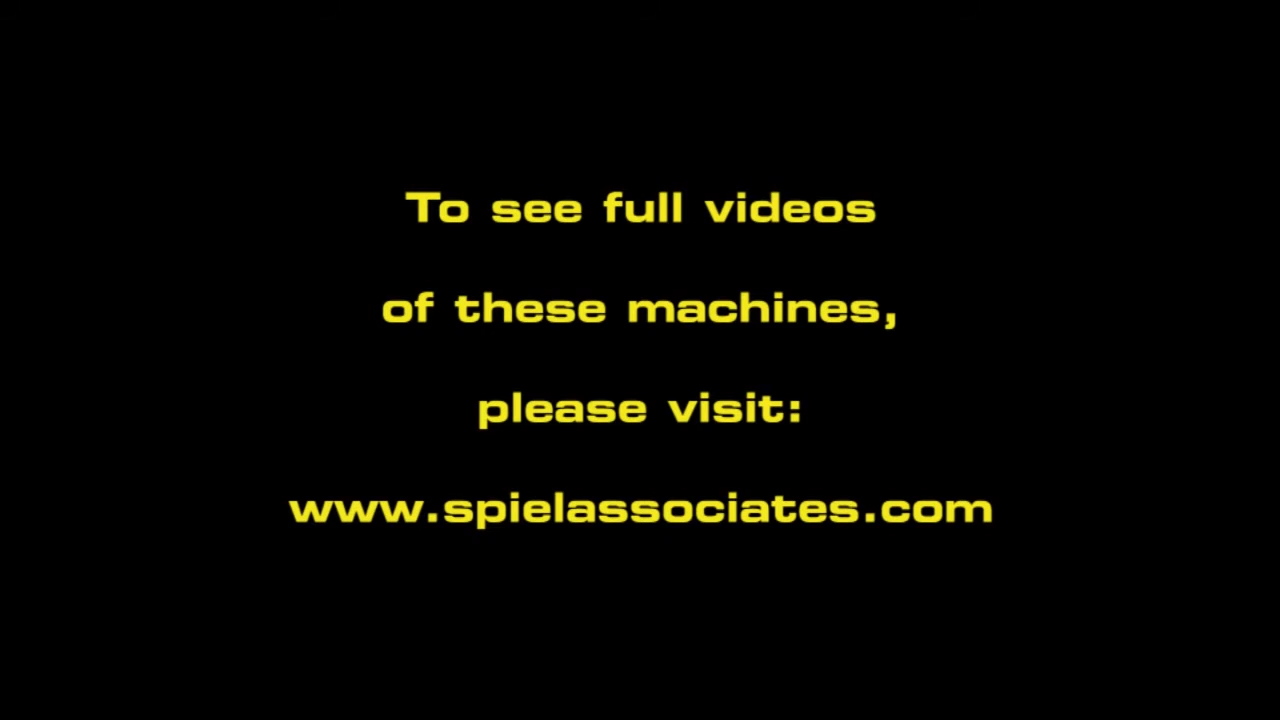 To see full videos
of these machines,
please visit:
www.spielassociates.com